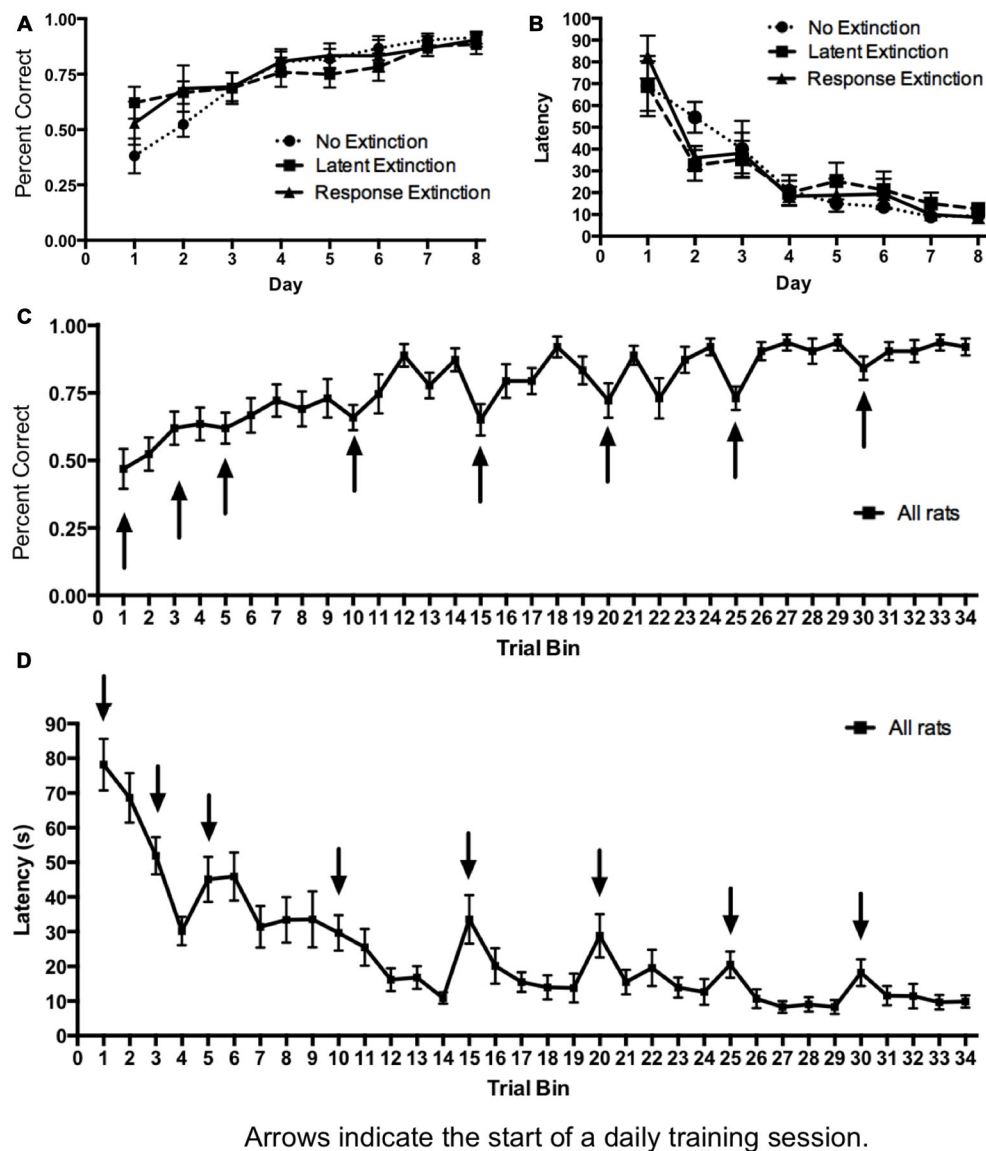 A
Percent Correct
1.00
0.75
0.50
0.25
0.00
No Extinction
Latent Extinction
Response Extinction
0 1 2 3 4 5 6 7 8
Day
B
Latency
100
90
80
70
60
50
40
30
20
10
0
No Extinction
Latent Extinction
Response Extinction
0 1 2 3 4 5 6 7 8
Day
C
Percent Correct
1.00
0.75
0.50
0.25
0.00
All rats
0 1 2 3 4 5 6 7 8 9 10 11 12 13 14 15 16 17 18 19 20 21 22 23 24 25 26 27 28 29 30 31 32 33 34
Trial Bin
D
Latency (s)
90
80
70
60
50
40
30
20
10
0
All rats
0 1 2 3 4 5 6 7 8 9 10 11 12 13 14 15 16 17 18 19 20 21 22 23 24 25 26 27 28 29 30 31 32 33 34
Trial Bin
Arrows indicate the start of a daily training session.